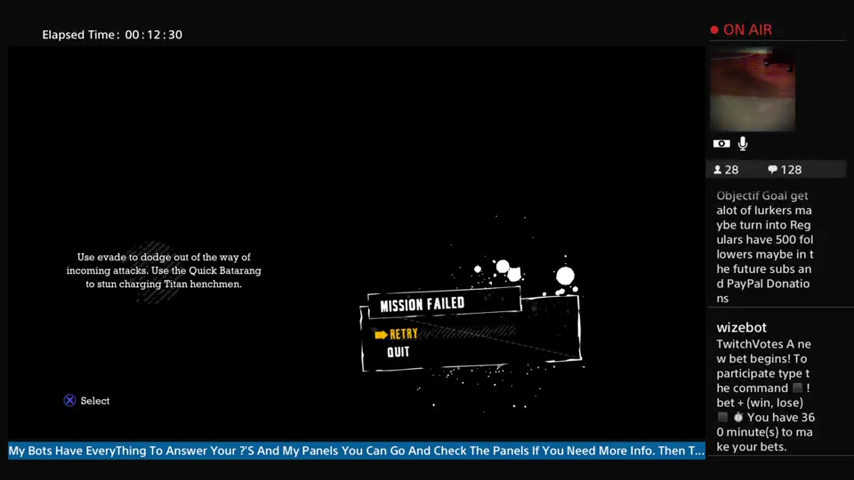 Elapsed Time: 00:12:30
ON AIR
28
128
Objectif Goal get
alot of lurkers ma
ybe turn into Reg
ulars have 500 fol
lowers maybe in t
he future subs an
d PayPal Donatio
ns
Use evade to dodge out of the way of
incoming attacks. Use the Quick Batarang
to stun charging Titan henchmen.
MISSION FAILED
RETRY
QUIT
Select
wizebot
TwitchVotes A ne
w bet begins! To
participate type t
he command !
bet + (win, lose)
You have 36
0 minute(s) to ma
ke your bets.
My Bots Have EveryThing To Answer Your ?'S And My Panels You Can Go And Check The Panels If You Need More Info. Then T...